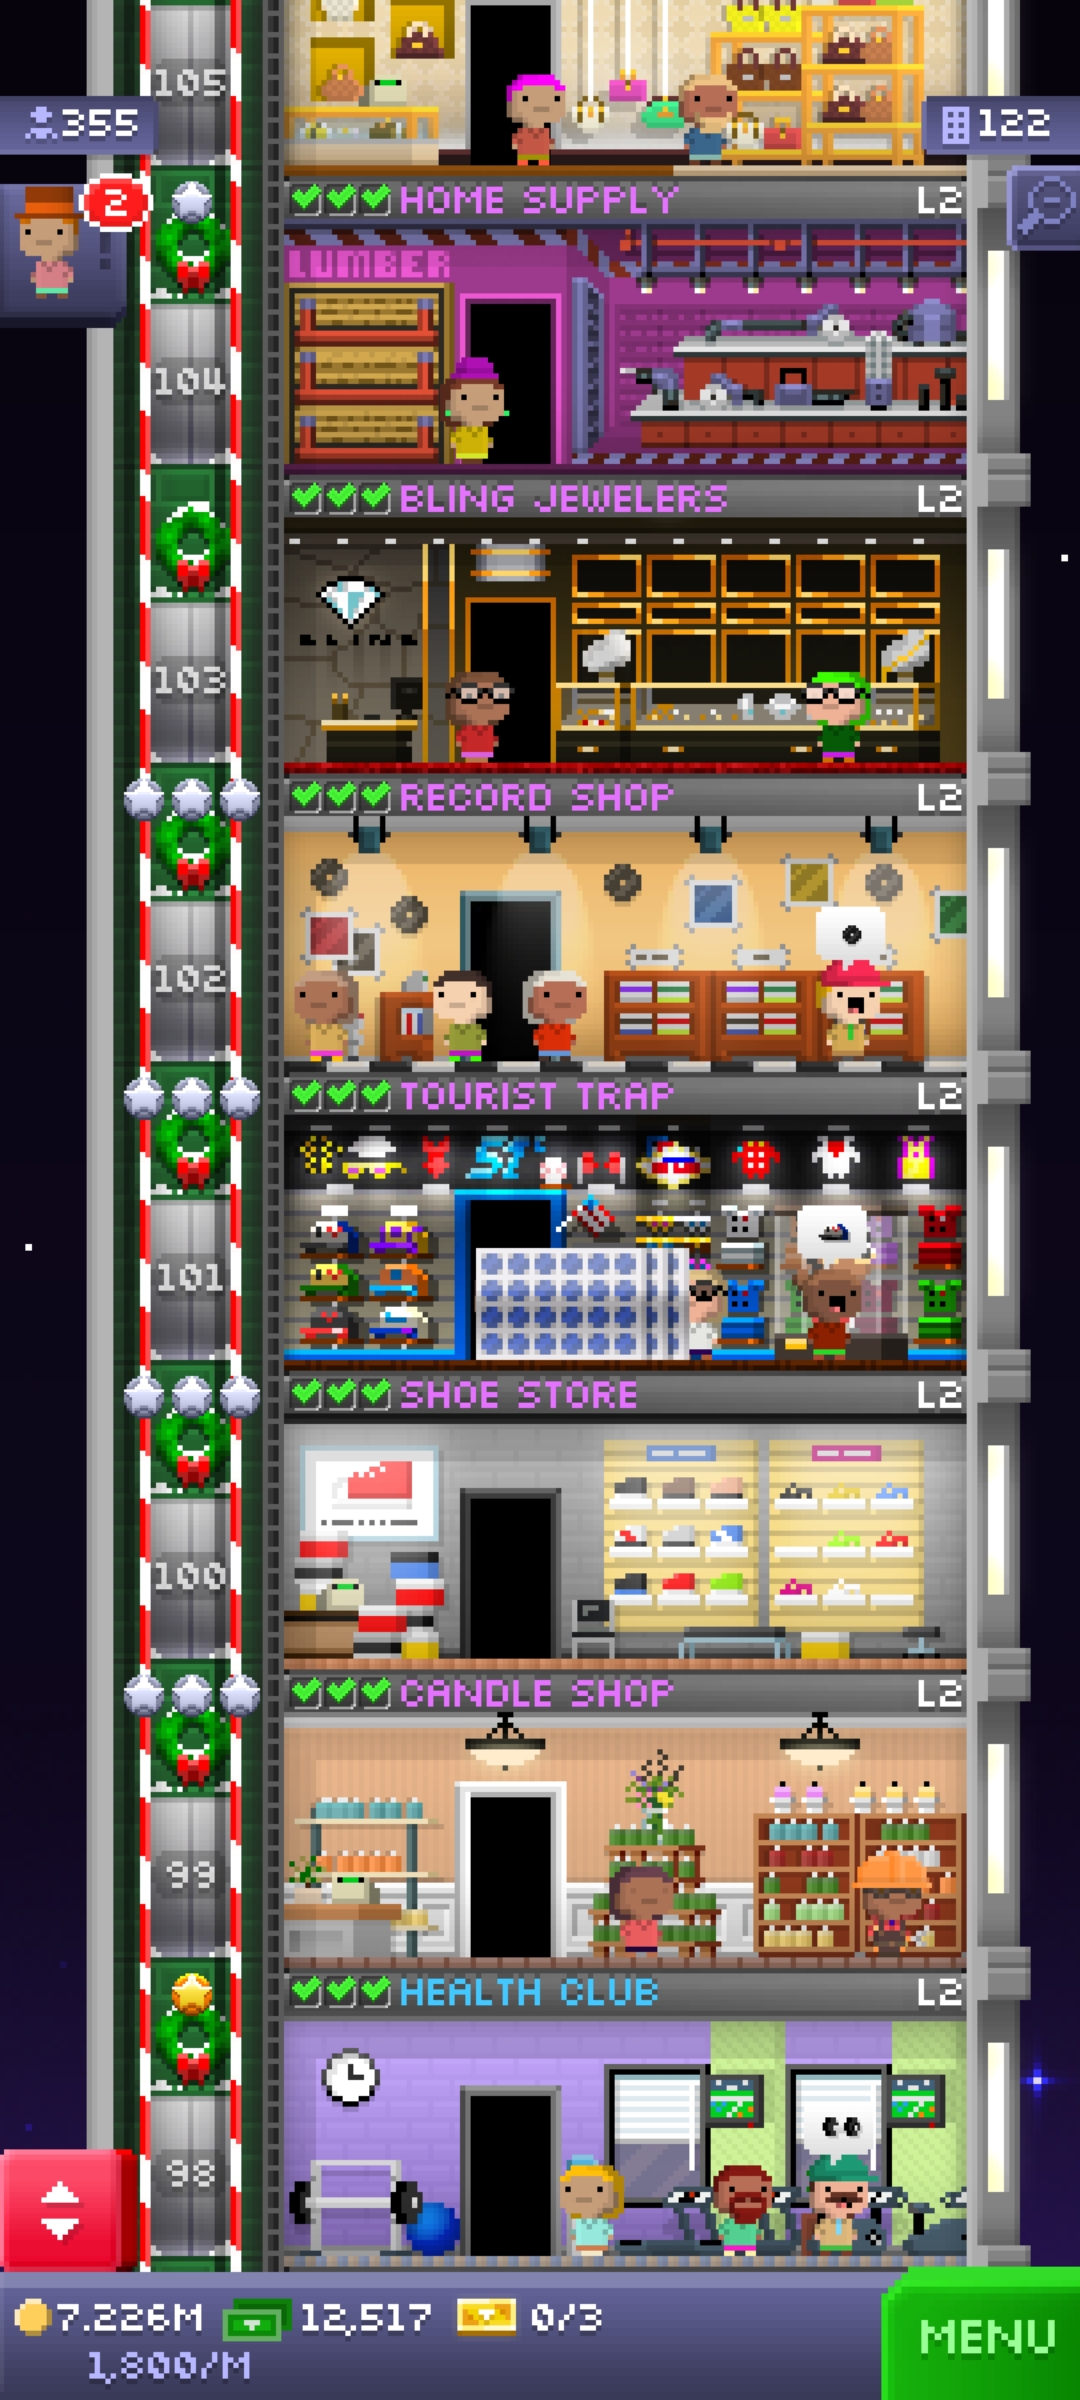 105
355
122
2
HOME SUPPLY L2
LUMBER
104
BLING JEWELERS L2
BLING
103
RECORD SHOP L2
102
TOURIST TRAP L2
101
SHOE STORE L2
100
CANDLE SHOP L2
99
HEALTH CLUB L2
98
7.226M 12,517 0/3
1,800/M
MENU